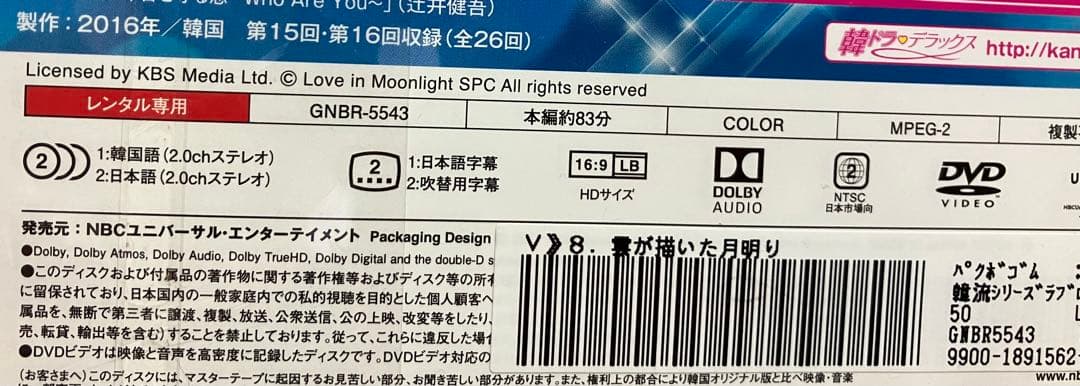 Who Are You～」(辻井健吾)
製作：2016年／韓国 第15回・第16回収録(全26回)
韓ドラ デラックス http://kan
Licensed by KBS Media Ltd. © Love in Moonlight SPC All rights reserved
レンタル専用 GNBR-5543 本編約83分 COLOR MPEG-2 複製
2 1:韓国語(2.0chステレオ)
2:日本語(2.0chステレオ)
2 1:日本語字幕
2:吹替用字幕
16:9 LB
HDサイズ
DOLBY
AUDIO
2
NTSC
日本市場向
DVD
VIDEO
発売元：NBCユニバーサル・エンターテイメント Packaging Design
●Dolby, Dolby Atmos, Dolby Audio, Dolby TrueHD, Dolby Digital and the double-D s
●このディスクおよび付属品の著作物に関する著作権等およびディスク等の所
に留保されており、日本国内の一般家庭内での私的視聴を目的とした個人顧客へ
属品を、無断で第三者に譲渡、複製、放送、公衆送信、公の上映、改変等をしたり、
売、転貸、輸出等を含む)することを禁止しております。従って、これらに違反した場合
●DVDビデオは映像と音声を高密度に記録したディスクです。DVDビデオ対応の
(お客さまへ)このディスクには、マスターテープに起因するお見苦しい部分、お聞き苦しい部分があります。また、権利上の都合により韓国オリジナル版と比べ映像・音楽
V》8. 雲が描いた月明り
ﾊﾟｸﾎﾞｺﾞﾑ
韓流シリーズﾗﾌﾞ
50
GNBR5543
9900-1891562-
www.n